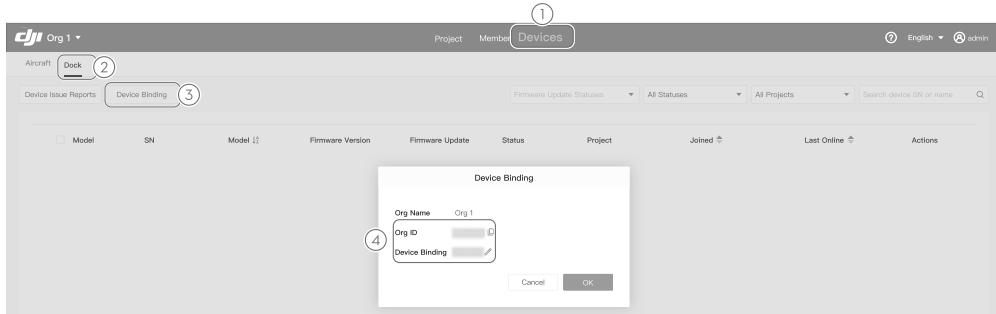 1
dji Org 1 Project Member Devices English admin
Aircraft Dock 2
Device Issue Reports Device Binding 3 Firmware Update Statuses All Statuses All Projects Search device SN or name
Model SN Model Firmware Version Firmware Update Status Project Joined Last Online Actions
Device Binding
Org Name Org 1
Org ID
4
Device Binding
Cancel OK